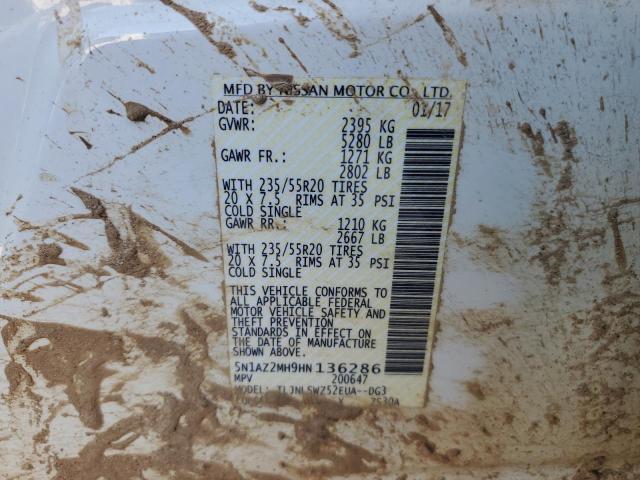 MFD BY NISSAN MOTOR CO., LTD.
DATE: 01/17
GVWR: 2395 KG
5280 LB
GAWR FR.: 1271 KG
2802 LB
WITH 235/55R20 TIRES
20 X 7.5 RIMS AT 35 PSI
COLD SINGLE
GAWR RR.: 1210 KG
2667 LB
WITH 235/55R20 TIRES
20 X 7.5 RIMS AT 35 PSI
COLD SINGLE
THIS VEHICLE CONFORMS TO
ALL APPLICABLE FEDERAL
MOTOR VEHICLE SAFETY AND
THEFT PREVENTION
STANDARDS IN EFFECT ON
THE DATE OF MANUFACTURE
SHOWN ABOVE.
5N1AZ2MH9HN136286
MPV 200647
MODEL: TLJNLSWZ52EUA--DG3